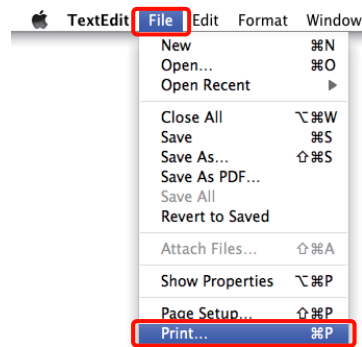 TextEdit File Edit Format Window
New ⌘N
Open... ⌘O
Open Recent ▶
Close All ⌥⌘W
Save ⌘S
Save As... ⇧⌘S
Save As PDF...
Save All
Revert to Saved
Attach Files... ⇧⌘A
Show Properties ⌥⌘P
Page Setup... ⇧⌘P
Print... ⌘P